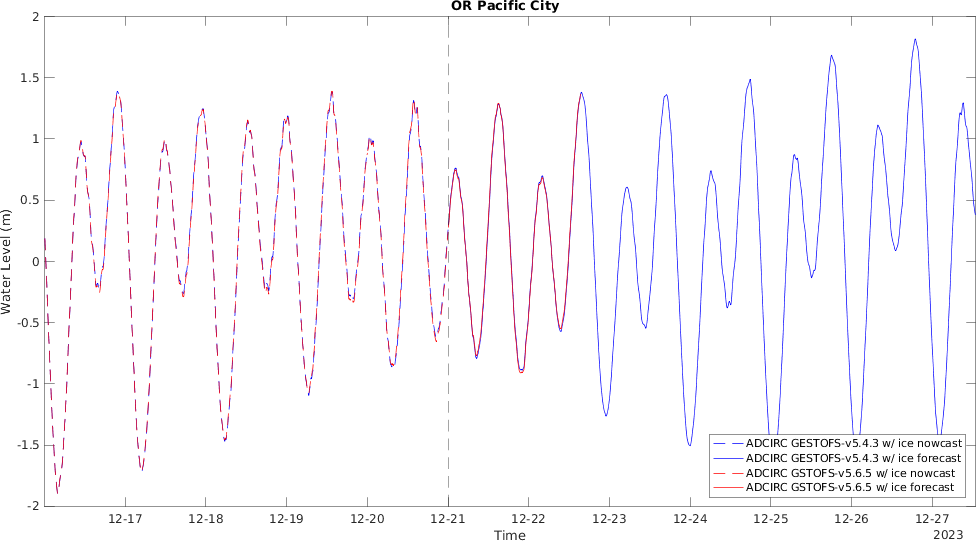 OR Pacific City
2
1.5
1
0.5
0
-0.5
-1
-1.5
-2
Water Level (m)
12-17 12-18 12-19 12-20 12-21 12-22 12-23 12-24 12-25 12-26 12-27
2023
Time
ADCIRC GESTOFS-v5.4.3 w/ ice nowcast
ADCIRC GESTOFS-v5.4.3 w/ ice forecast
ADCIRC GSTOFS-v5.6.5 w/ ice nowcast
ADCIRC GSTOFS-v5.6.5 w/ ice forecast